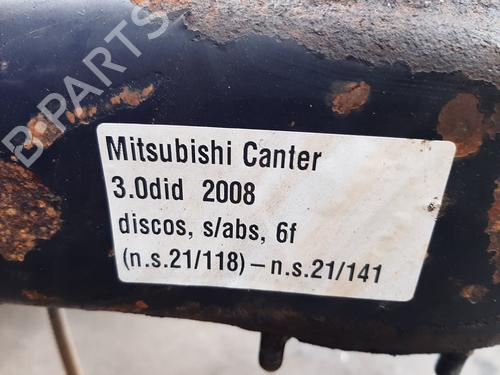 B-PARTS
Mitsubishi Canter
3.0did 2008
discos, s/abs, 6f
(n.s.21/118) – n.s.21/141